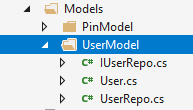 Models
PinModel
UserModel
C# IUserRepo.cs
C# User.cs
C# UserRepo.cs